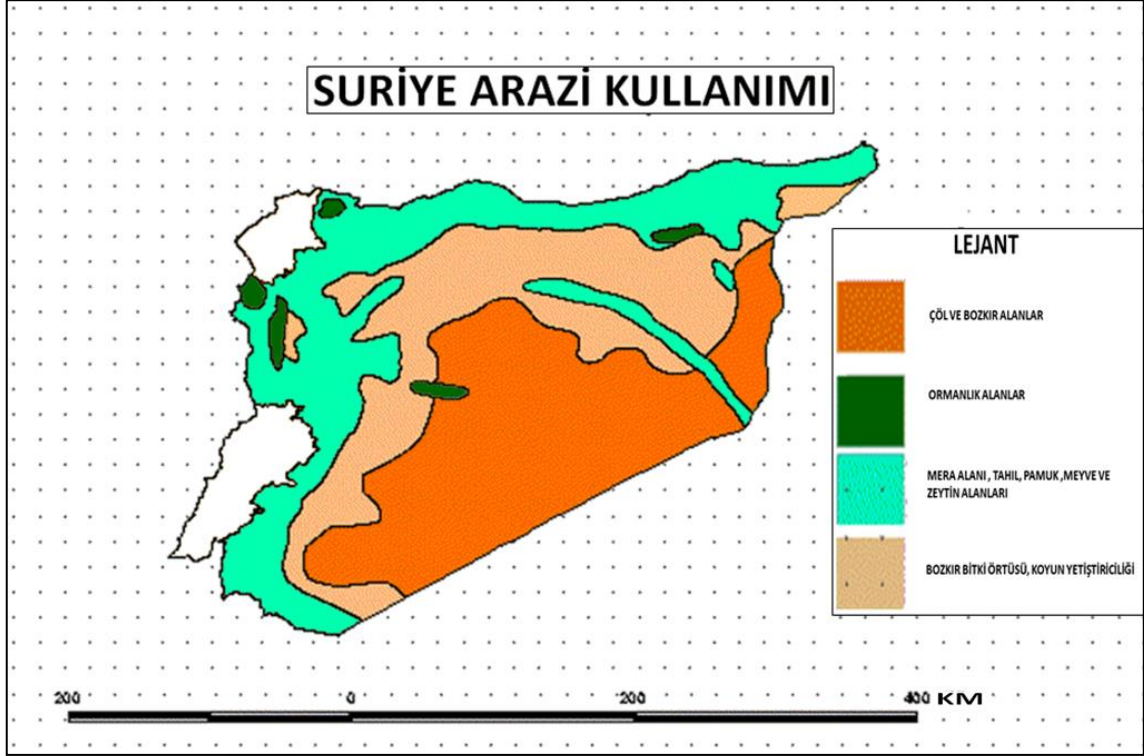 SURİYE ARAZİ KULLANIMI
LEJANT
ÇÖL VE BOZKIR ALANLAR
ORMANLIK ALANLAR
MERA ALANI , TAHIL, PAMUK ,MEYVE VE
ZEYTİN ALANLARI
BOZKIR BİTKİ ÖRTÜSÜ, KOYUN YETİŞTİRİCİLİĞİ
200 0 200 400 KM